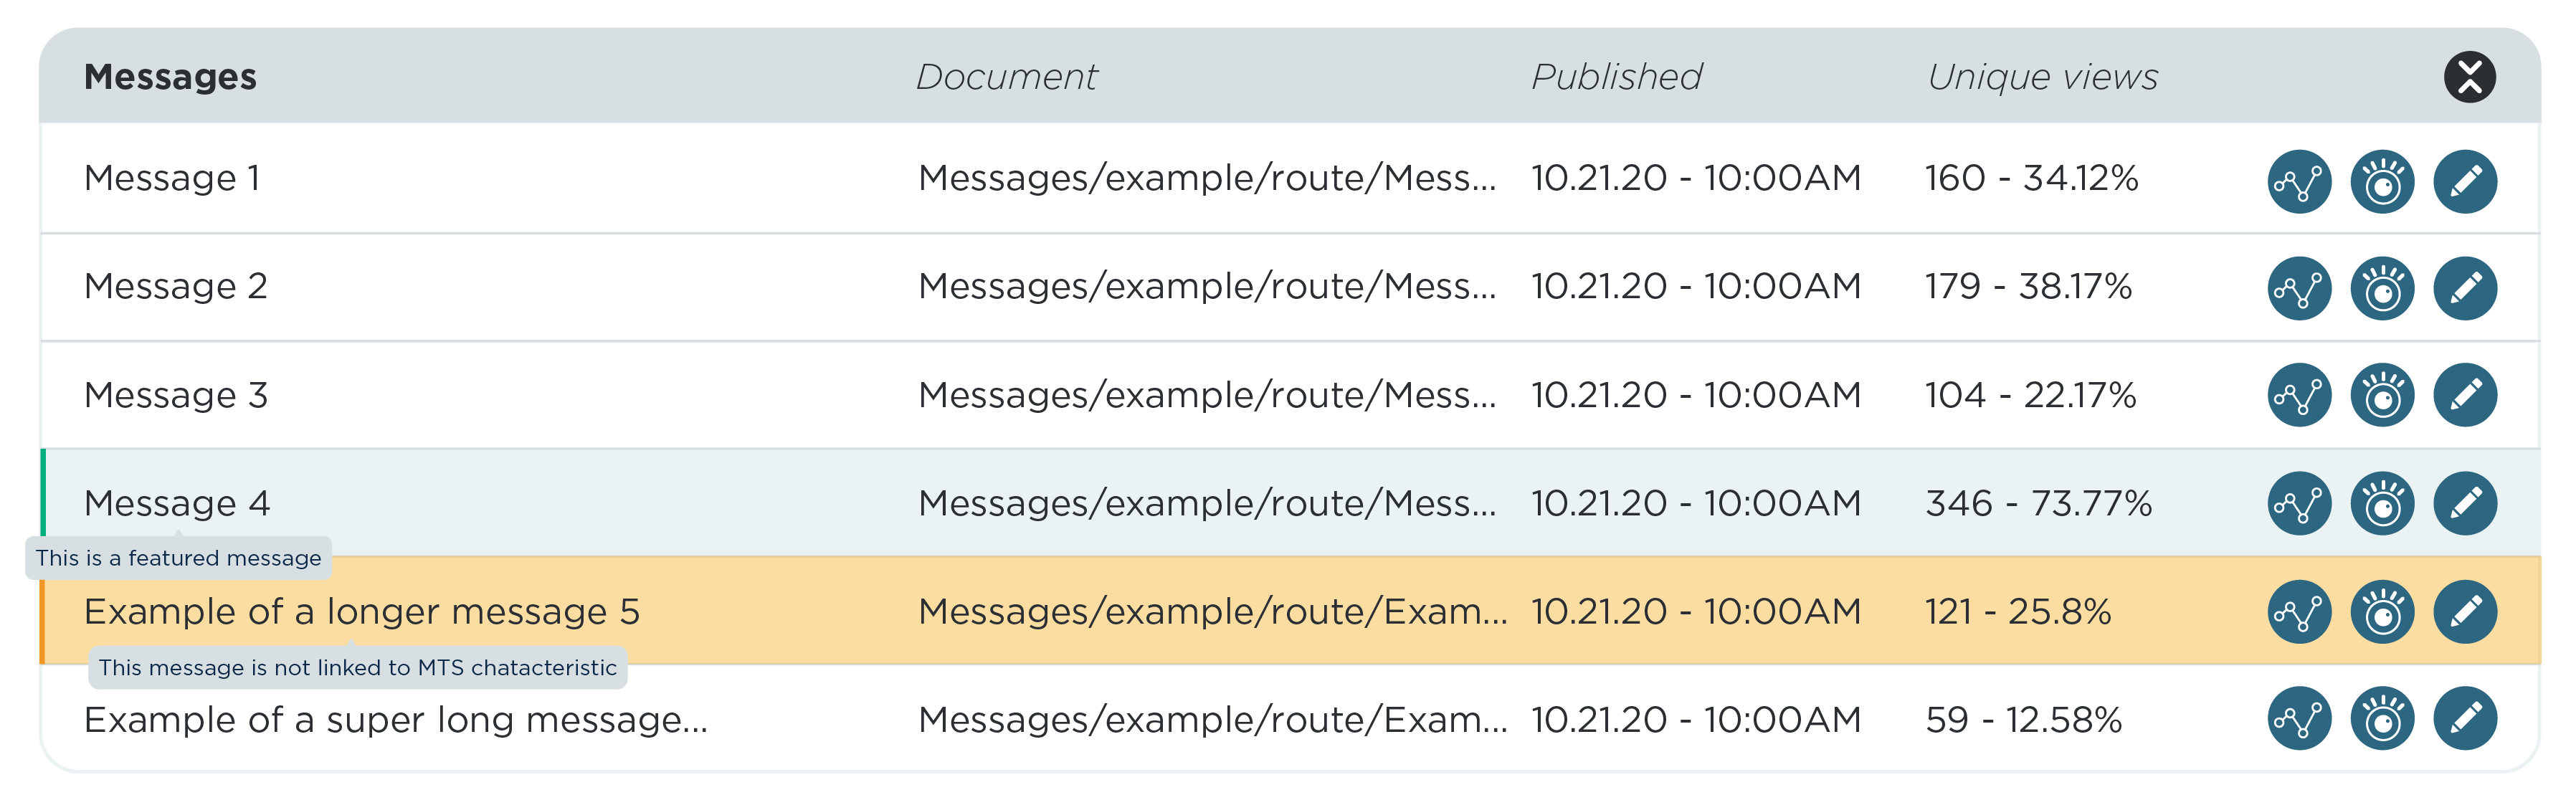 Messages Document Published Unique views
Message 1 Messages/example/route/Mess... 10.21.20 - 10:00AM 160 - 34.12%
Message 2 Messages/example/route/Mess... 10.21.20 - 10:00AM 179 - 38.17%
Message 3 Messages/example/route/Mess... 10.21.20 - 10:00AM 104 - 22.17%
Message 4 Messages/example/route/Mess... 10.21.20 - 10:00AM 346 - 73.77%
This is a featured message
Example of a longer message 5 Messages/example/route/Exam... 10.21.20 - 10:00AM 121 - 25.8%
This message is not linked to MTS chatacteristic
Example of a super long message... Messages/example/route/Exam... 10.21.20 - 10:00AM 59 - 12.58%